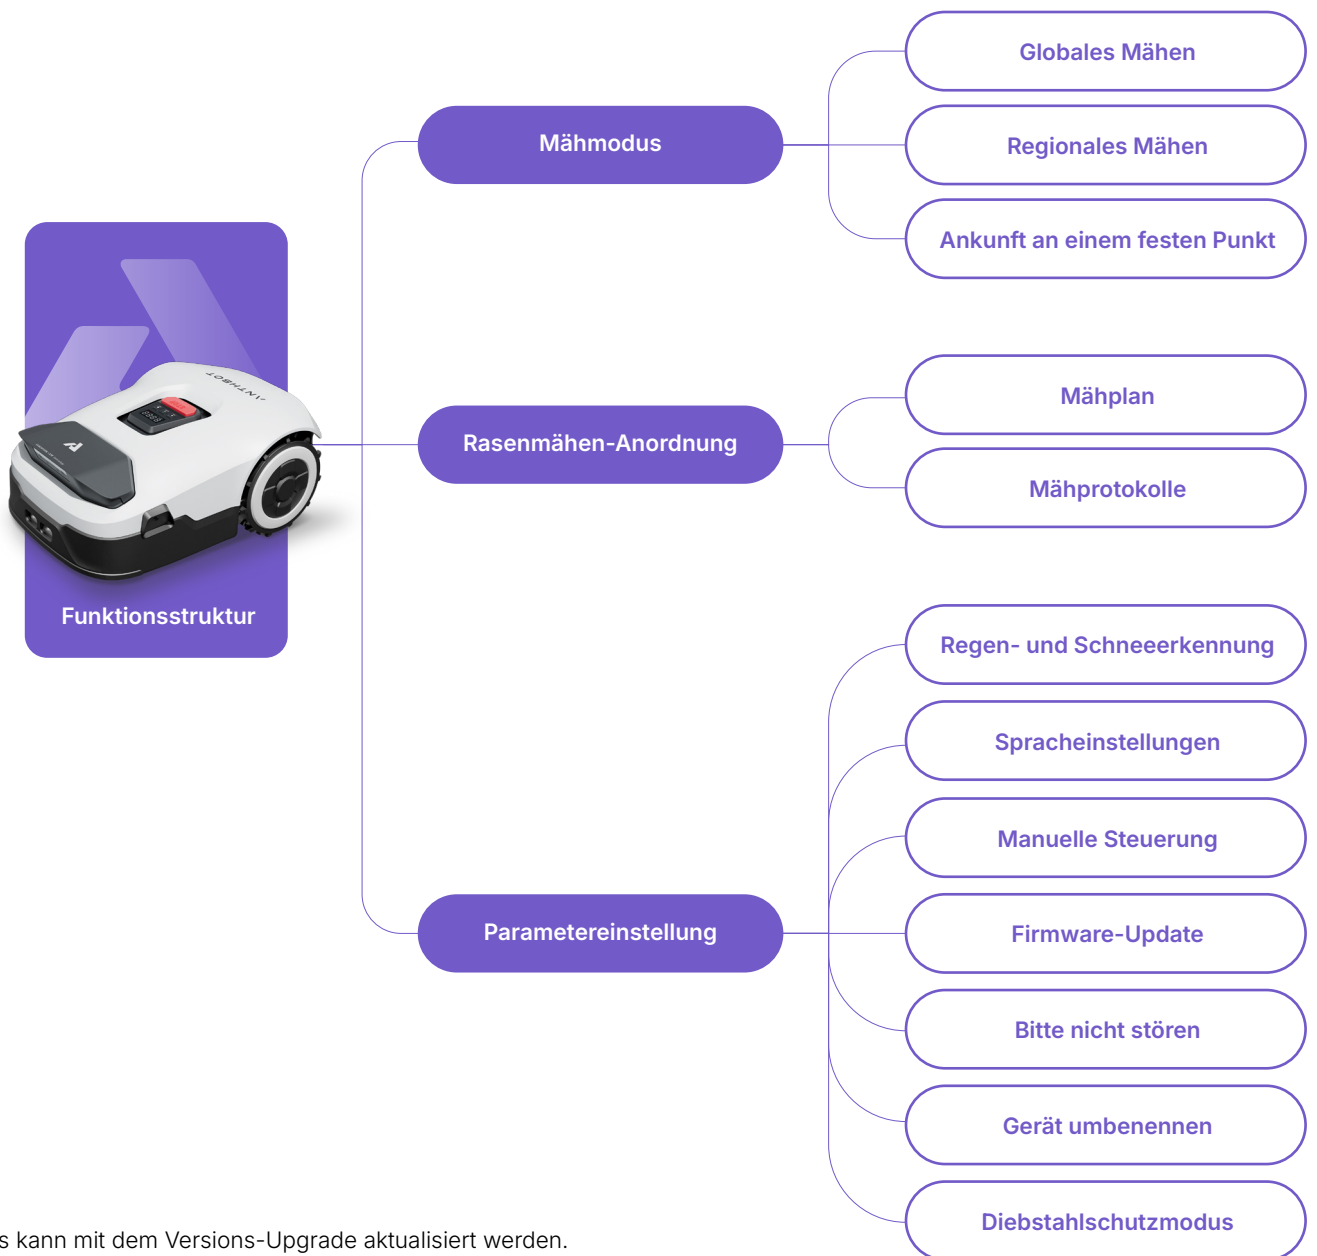 Globales Mähen
Mähmodus
Regionales Mähen
Ankunft an einem festen Punkt
ANTHBOT
Mähplan
Rasenmähen-Anordnung
Mähprotokolle
Funktionsstruktur
Regen- und Schneeerkennung
Spracheinstellungen
Manuelle Steuerung
Parametereinstellung
Firmware-Update
Bitte nicht stören
Gerät umbenennen
Diebstahlschutzmodus
s kann mit dem Versions-Upgrade aktualisiert werden.